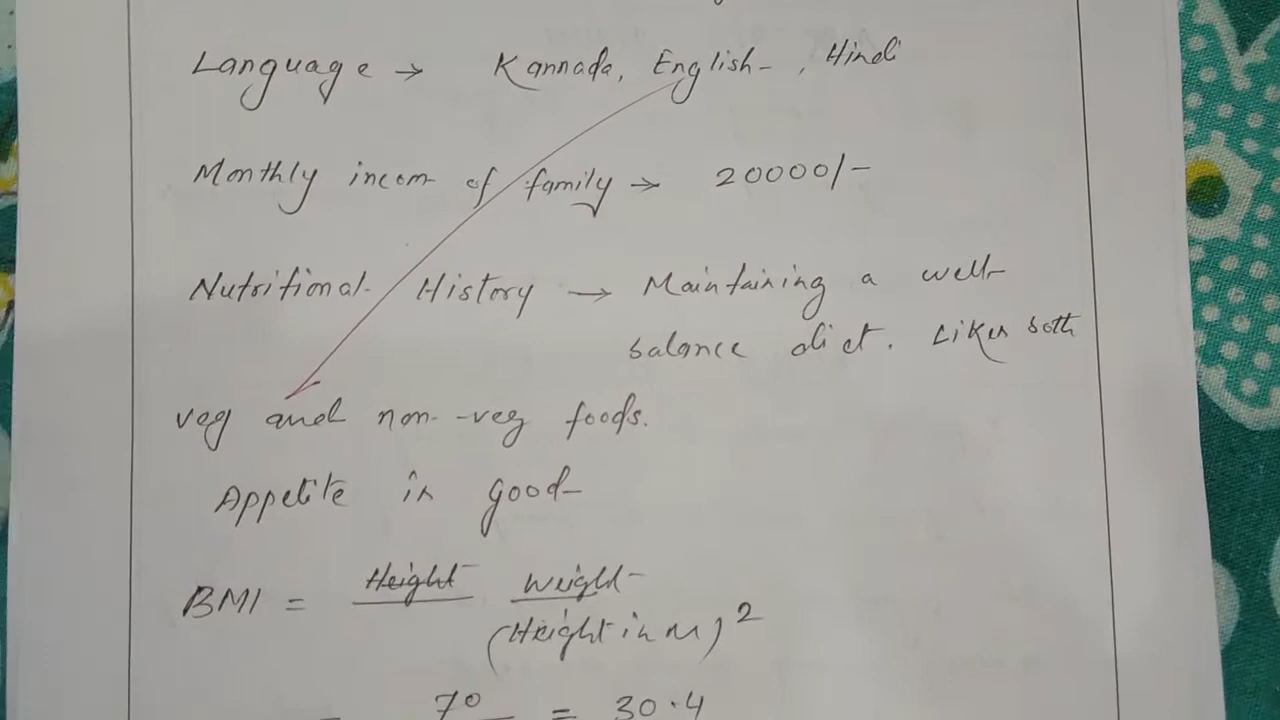 Language → Kannada, English , Hindi
Monthly incom of family → 20000/-
Nutritional History → Maintaining a well
balance diet. Likes both
veg and non-veg foods.
Appetite is good
BMI = Height Weight
(Height in m)²
70 = 30.4